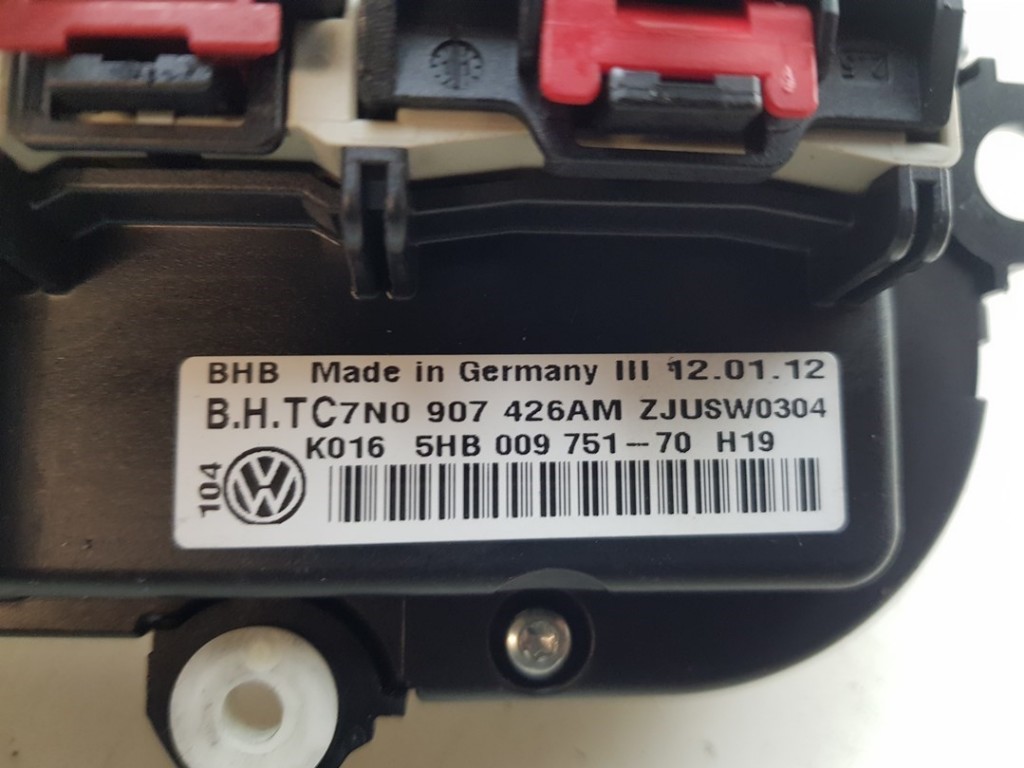 BHB Made in Germany III 12.01.12
B.H.TC7N0 907 426AM ZJUSW0304
K016 5HB 009 751-70 H19
104